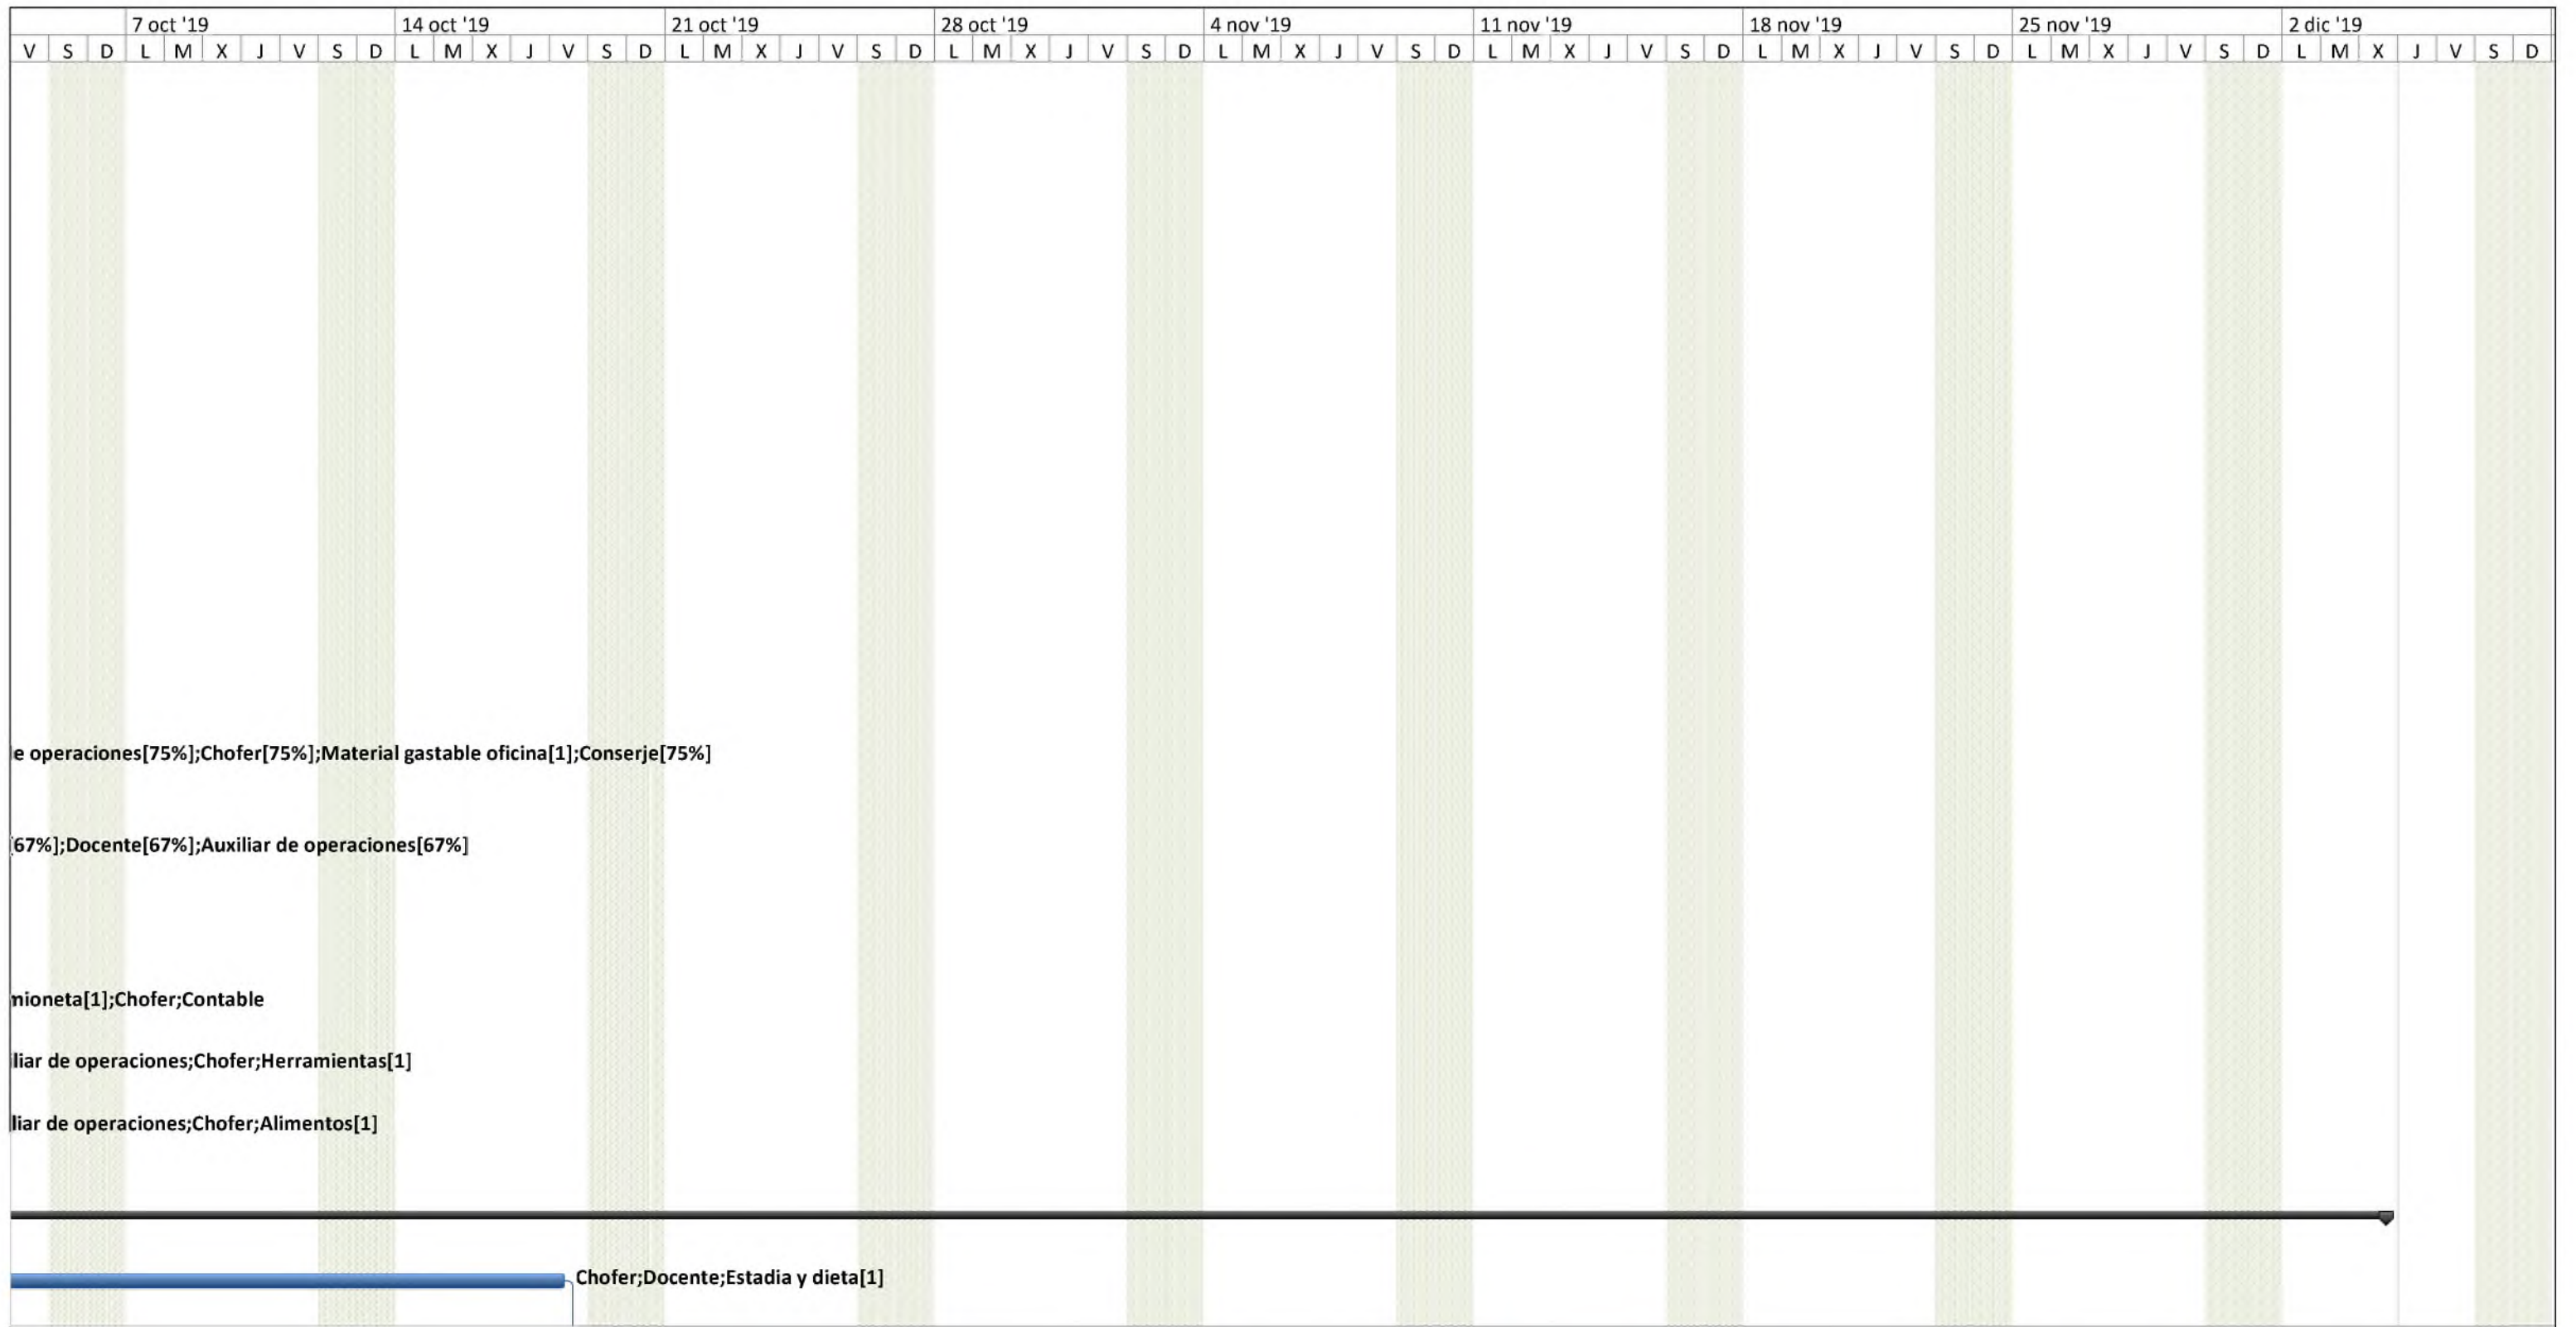 7 oct '19 14 oct '19 21 oct '19 28 oct '19 4 nov '19 11 nov '19 18 nov '19 25 nov '19 2 dic '19
V S D L M X J V S D L M X J V S D L M X J V S D L M X J V S D L M X J V S D L M X J V S D L M X J V S D L M X J V S D L M X J V S D
operaciones[75%];Chofer[75%];Material gastable oficina[1];Conserje[75%]
67%];Docente[67%];Auxiliar de operaciones[67%]
mioneta[1];Chofer;Contable
liar de operaciones;Chofer;Herramientas[1]
liar de operaciones;Chofer;Alimentos[1]
Chofer;Docente;Estadia y dieta[1]